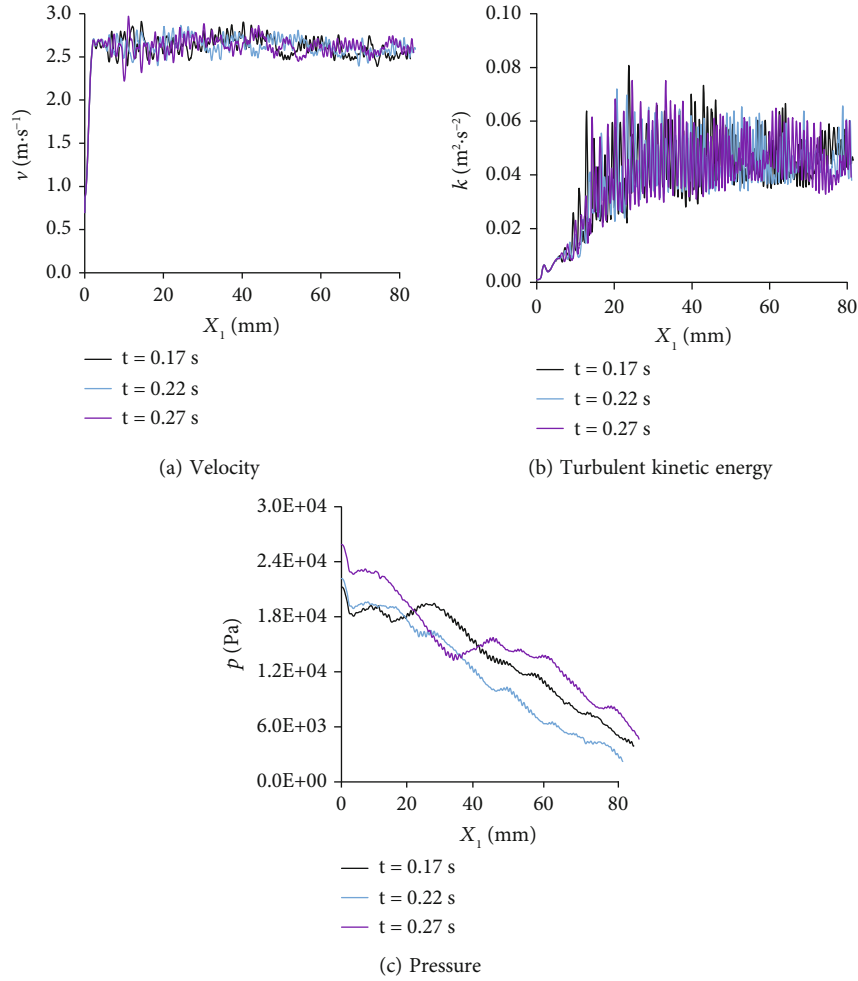 3.0
2.5
2.0
1.5
1.0
0.5
0.0
v (m·s⁻¹)
0 20 40 60 80
X₁ (mm)
t = 0.17 s
t = 0.22 s
t = 0.27 s
(a) Velocity
0.10
0.08
0.06
0.04
0.02
0.00
k (m²·s⁻²)
0 20 40 60 80
X₁ (mm)
t = 0.17 s
t = 0.22 s
t = 0.27 s
(b) Turbulent kinetic energy
3.0E+04
2.4E+04
1.8E+04
1.2E+04
6.0E+03
0.0E+00
p (Pa)
0 20 40 60 80
X₁ (mm)
t = 0.17 s
t = 0.22 s
t = 0.27 s
(c) Pressure